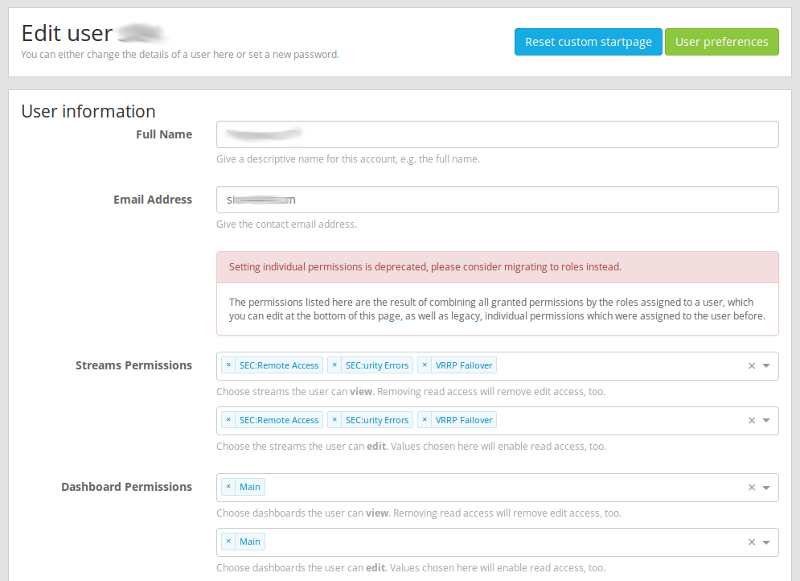 Edit user
You can either change the details of a user here or set a new password.
Reset custom startpage
User preferences
User information
Full Name
Give a descriptive name for this account, e.g. the full name.
Email Address
Give the contact email address.
Setting individual permissions is deprecated, please consider migrating to roles instead.
The permissions listed here are the result of combining all granted permissions by the roles assigned to a user, which
you can edit at the bottom of this page, as well as legacy, individual permissions which were assigned to the user before.
Streams Permissions
× SEC:Remote Access × SEC:urity Errors × VRRP Failover
Choose streams the user can view. Removing read access will remove edit access, too.
× SEC:Remote Access × SEC:urity Errors × VRRP Failover
Choose the streams the user can edit. Values chosen here will enable read access, too.
Dashboard Permissions
× Main
Choose dashboards the user can view. Removing read access will remove edit access, too.
× Main
Choose dashboards the user can edit. Values chosen here will enable read access, too.